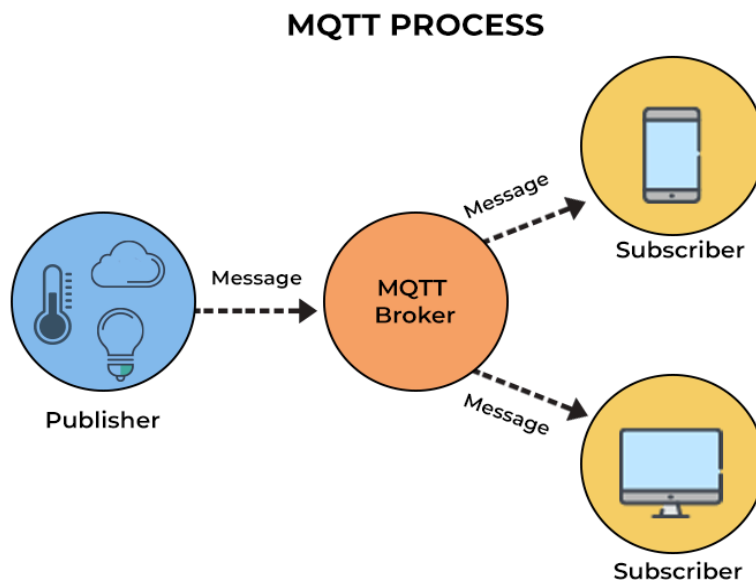 MQTT PROCESS
Message
Subscriber
Message
MQTT
Broker
Publisher
Message
Subscriber